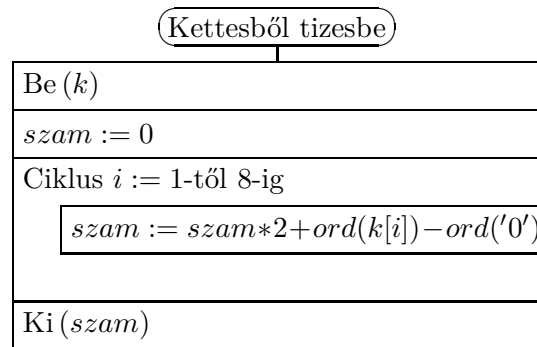 Kettesből tizesbe
Be (k)
szam := 0
Ciklus i := 1-től 8-ig
szam := szam*2+ord(k[i])−ord('0')
Ki (szam)